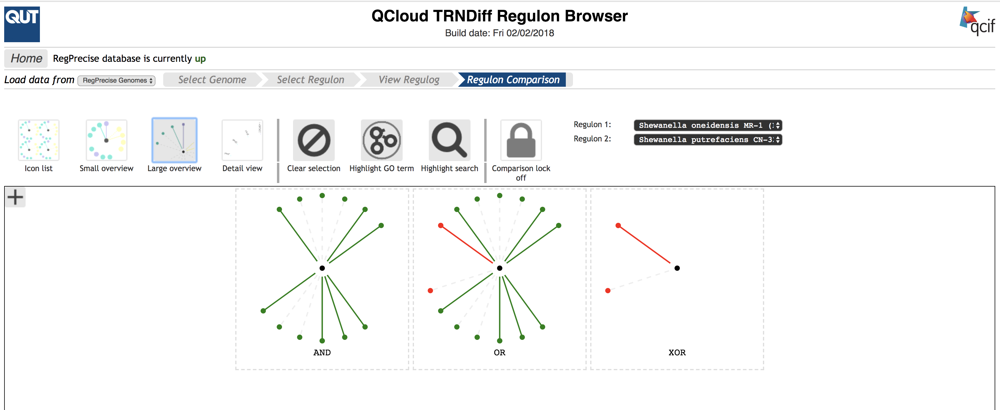 QUT
QCloud TRNDiff Regulon Browser
Build date: Fri 02/02/2018
qcif
Home RegPrecise database is currently up
Load data from RegPrecise Genomes Select Genome Select Regulon View Regulog Regulon Comparison
Regulon 1: Shewanella oneidensis MR-1 (
Regulon 2: Shewanella putrefaciens CN-3
Icon list Small overview Large overview Detail view Clear selection Highlight GO term Highlight search Comparison lock
off
AND OR XOR